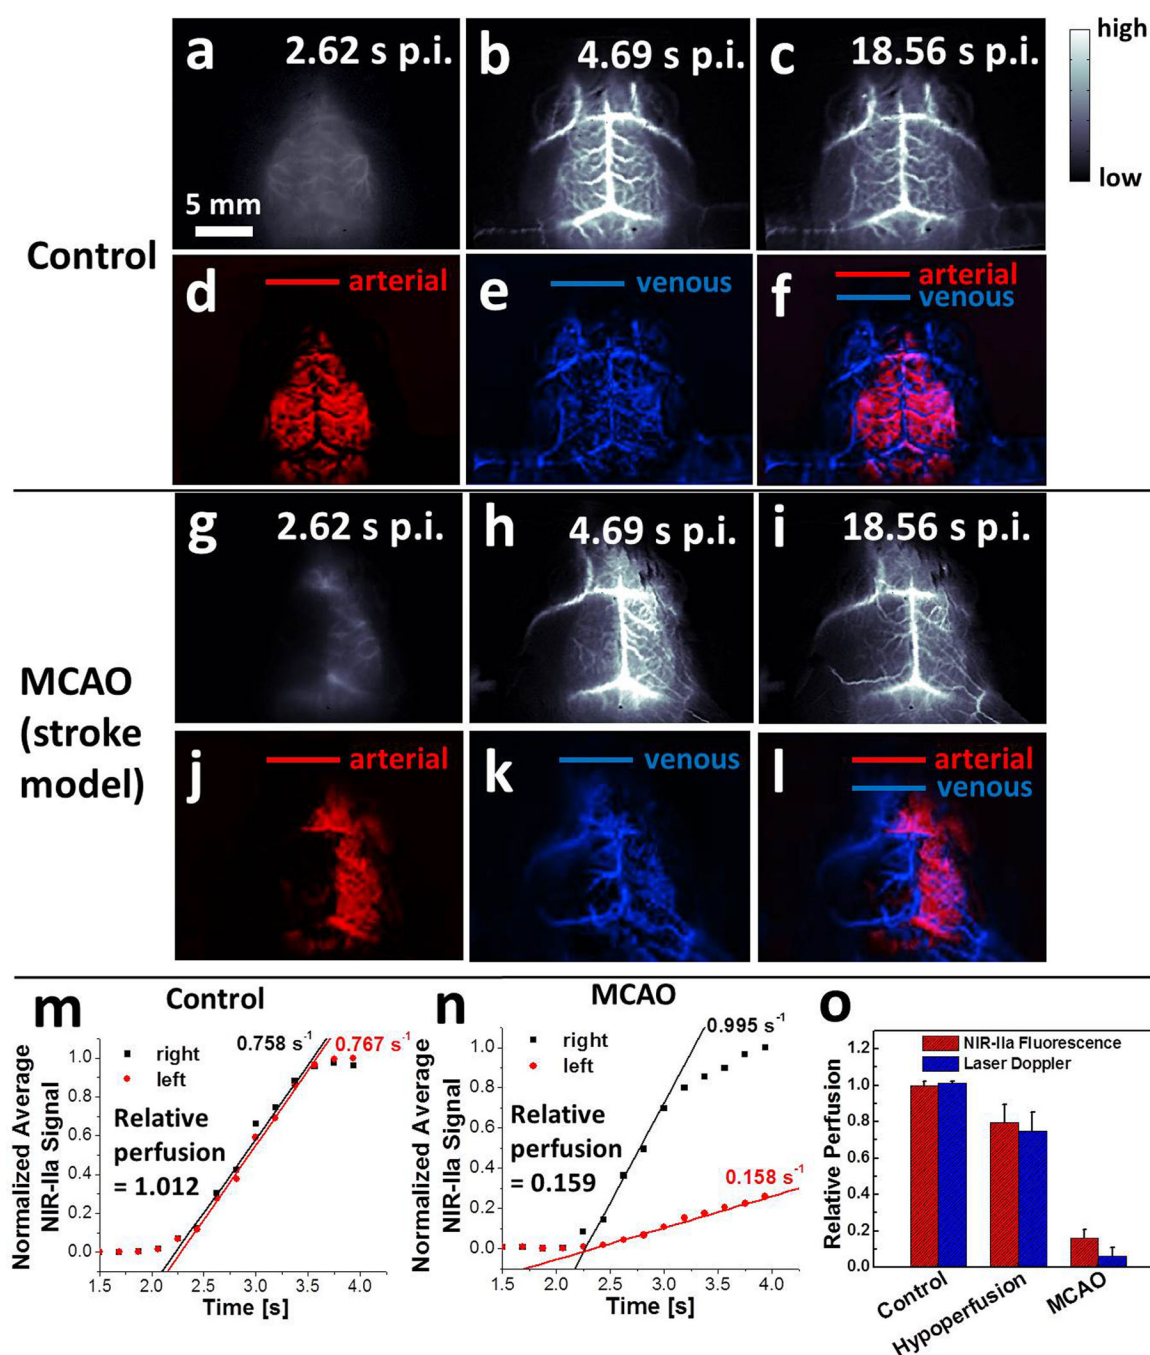 a 2.62 s p.i.
b 4.69 s p.i.
c 18.56 s p.i.
high
low
5 mm
Control
d arterial
e venous
f arterial
venous
g 2.62 s p.i.
h 4.69 s p.i.
i 18.56 s p.i.
MCAO
(stroke
model)
j arterial
k venous
l arterial
venous
m Control
0.758 s-1
0.767 s-1
right
left
Relative
perfusion
= 1.012
Normalized Average
NIR-IIa Signal
1.0
0.8
0.6
0.4
0.2
0.0
1.5 2.0 2.5 3.0 3.5 4.0
Time [s]
n MCAO
0.995 s-1
right
left
Relative
perfusion
= 0.159
0.158 s-1
Normalized Average
NIR-IIa Signal
1.0
0.8
0.6
0.4
0.2
0.0
1.5 2.0 2.5 3.0 3.5 4.0
Time [s]
o
NIR-IIa Fluorescence
Laser Doppler
Relative Perfusion
1.2
1.0
0.8
0.6
0.4
0.2
0.0
Control
Hypoperfusion
MCAO